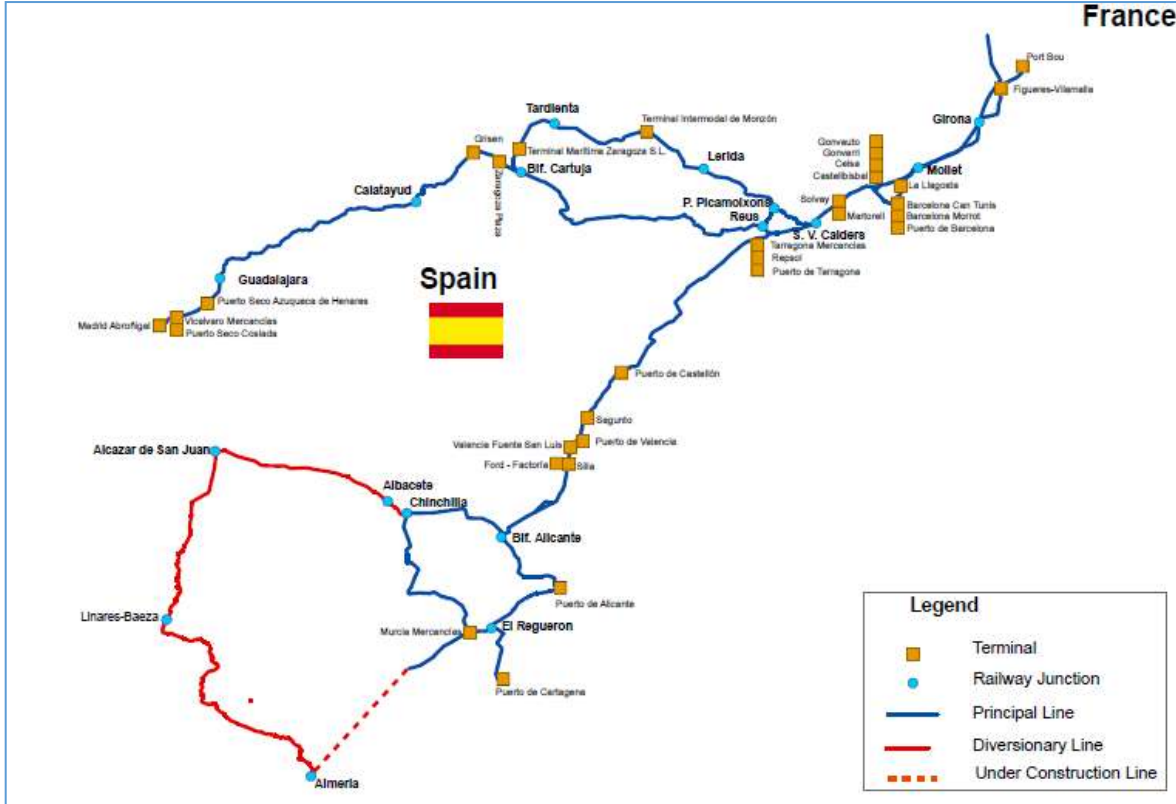 France
Port Bou
Figueres-Vilamalla
Girona
Tardienta
Terminal Intermodal de Monzón
Gonvauto
Gonvarri
Celsa
Castellbisbal
Mollet
La Llagosta
Grisen
Terminal Marítima Zaragoza S.L.
Bif. Cartuja
Zaragoza Plaza
Lerida
Calatayud
P. Picamoixons
Reus
Solvay
Martorell
Barcelona Can Tunis
Barcelona Morrot
Puerto de Barcelona
S. V. Calders
Tarragona Mercancías
Repsol
Puerto de Tarragona
Guadalajara
Spain
Puerto Seco Azuqueca de Henares
Madrid Abroñigal
Vicalvaro Mercancías
Puerto Seco Coslada
Puerto de Castellón
Sagunto
Valencia Fuente San Luis
Puerto de Valencia
Ford - Factoría
Silla
Alcazar de San Juan
Albacete
Chinchilla
Bif. Alicante
Puerto de Alicante
Linares-Baeza
Murcia Mercancías
El Regueron
Puerto de Cartagena
Almeria
Legend
Terminal
Railway Junction
Principal Line
Diversionary Line
Under Construction Line